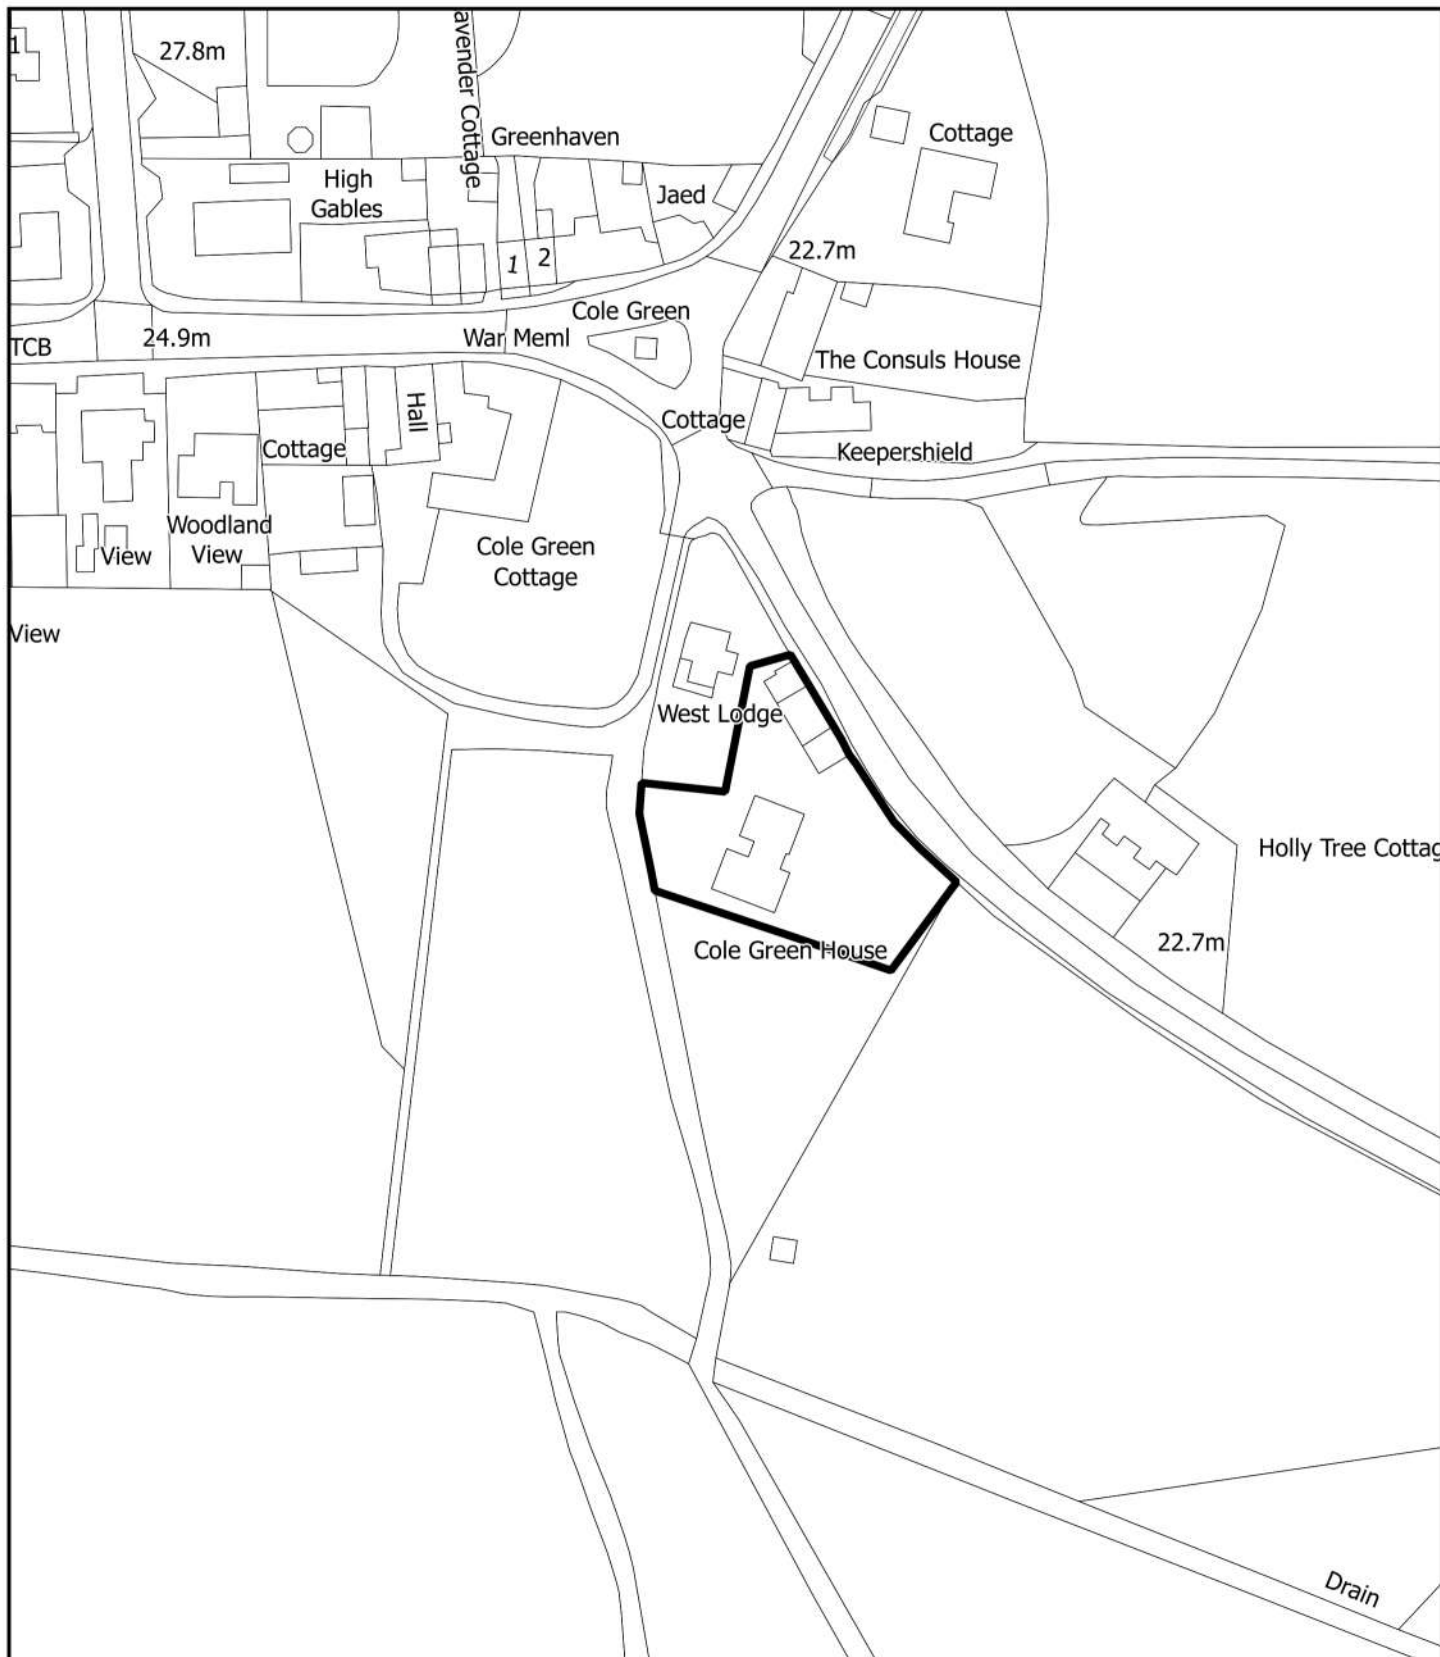 1
27.8m
avender Cottage
Greenhaven
Cottage
High
Gables
Jaed
22.7m
1
2
Cole Green
TCB
24.9m
War Meml
The Consuls House
Hall
Cottage
Cottage
Keepershield
Woodland
View
View
Cole Green
Cottage
View
West Lodge
Holly Tree Cottag
Cole Green House
22.7m
Drain